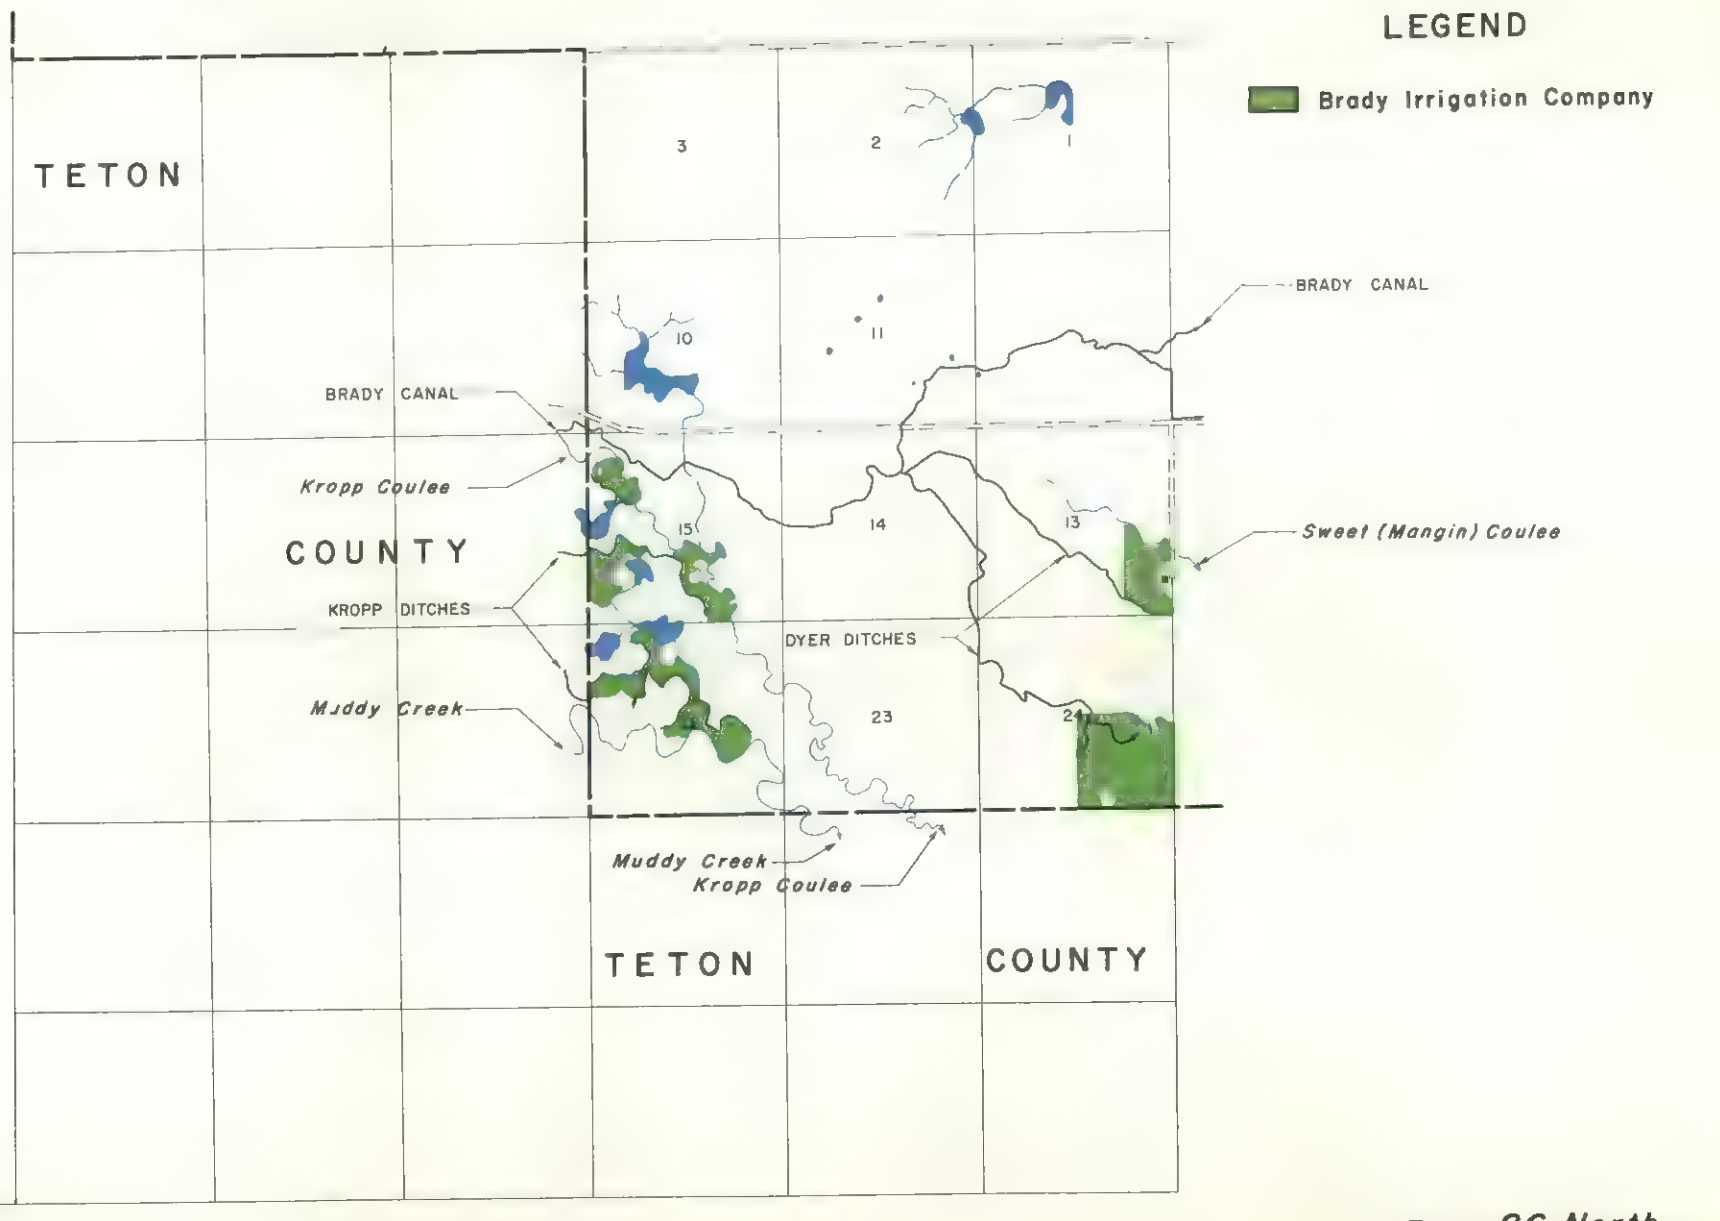 LEGEND
Brady Irrigation Company
TETON
3
2
1
BRADY CANAL
10
11
BRADY CANAL
Kropp Coulee
15
14
13
Sweet (Mangin) Coulee
COUNTY
KROPP DITCHES
DYER DITCHES
Muddy Creek
23
24
Muddy Creek
Kropp Coulee
TETON COUNTY